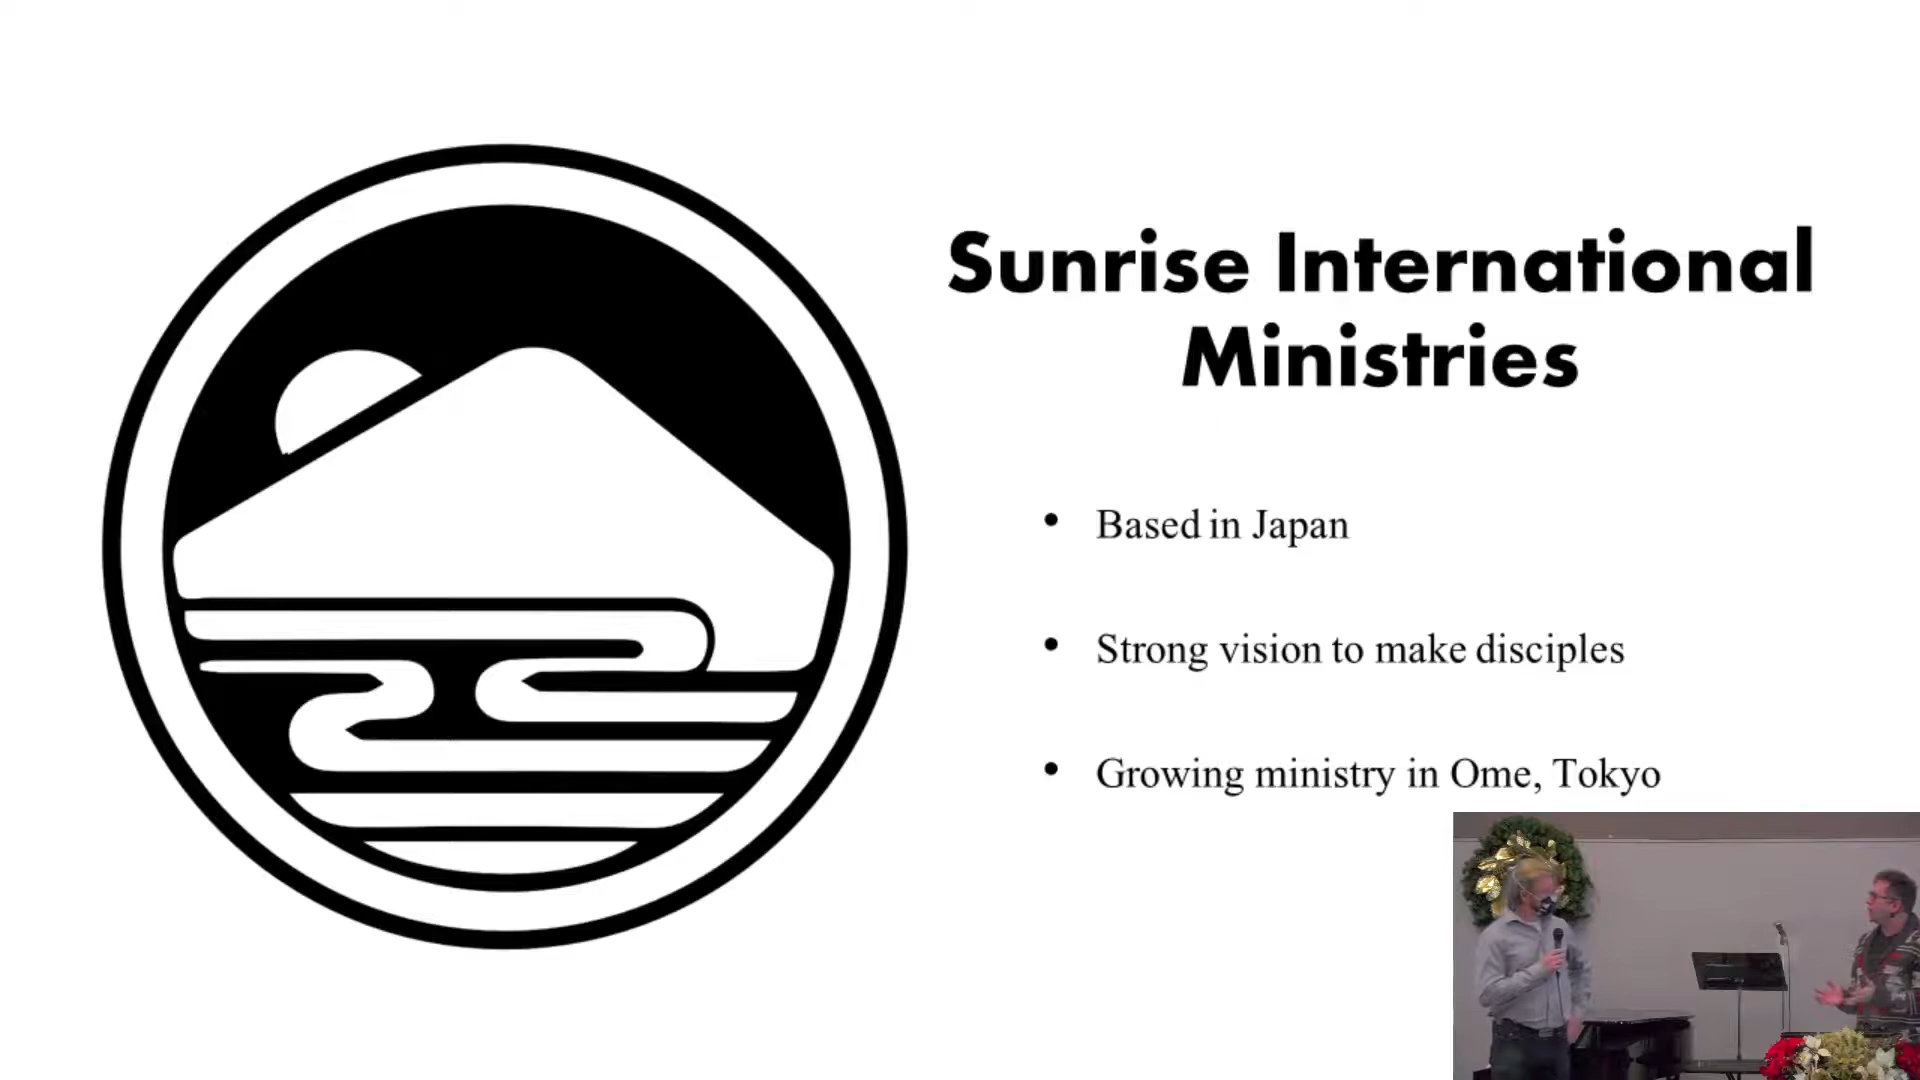 Sunrise International
Ministries
• Based in Japan
• Strong vision to make disciples
• Growing ministry in Ome, Tokyo